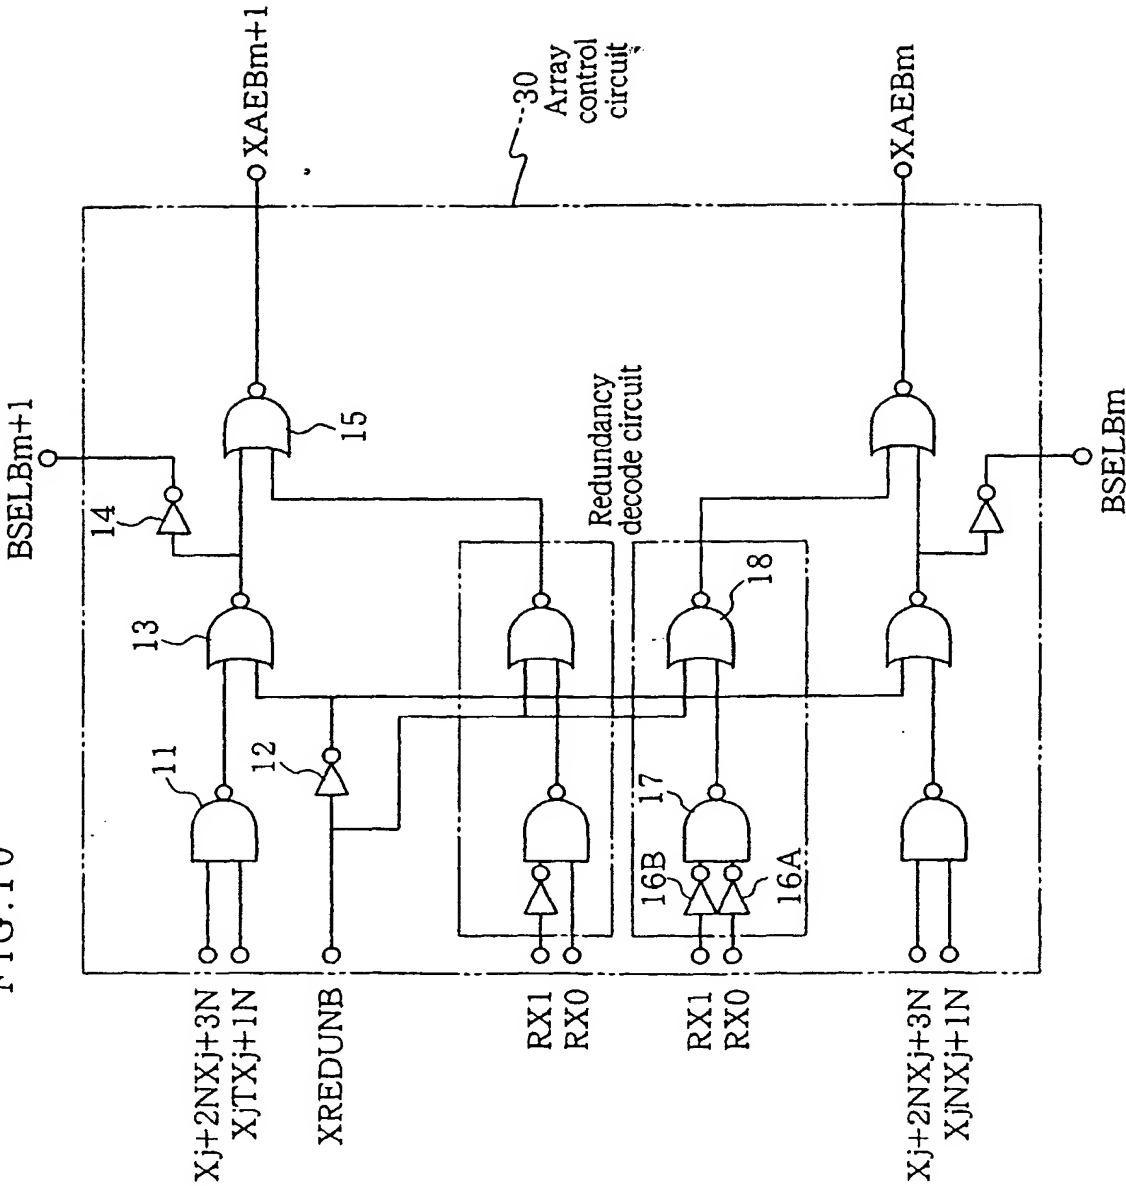 FIG.10
BSELBm+1
XAEBm+1
30
Array
control
circuit
14
15
13
11
12
Xj+2NXj+3N
XjTXj+1N
XREDUNB
Redundancy
decode circuit
RX1
RX0
18
17
16B
16A
RX1
RX0
XAEBm
Xj+2NXj+3N
XjNXj+1N
BSELBm